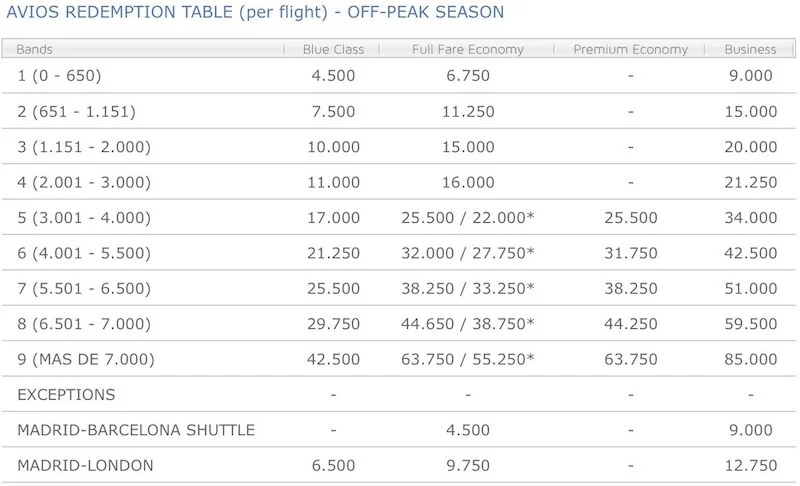 AVIOS REDEMPTION TABLE (per flight) - OFF-PEAK SEASON
Bands | Blue Class | Full Fare Economy | Premium Economy | Business
1 (0 - 650) 4.500 6.750 - 9.000
2 (651 - 1.151) 7.500 11.250 - 15.000
3 (1.151 - 2.000) 10.000 15.000 - 20.000
4 (2.001 - 3.000) 11.000 16.000 - 21.250
5 (3.001 - 4.000) 17.000 25.500 / 22.000* 25.500 34.000
6 (4.001 - 5.500) 21.250 32.000 / 27.750* 31.750 42.500
7 (5.501 - 6.500) 25.500 38.250 / 33.250* 38.250 51.000
8 (6.501 - 7.000) 29.750 44.650 / 38.750* 44.250 59.500
9 (MAS DE 7.000) 42.500 63.750 / 55.250* 63.750 85.000
EXCEPTIONS - - - -
MADRID-BARCELONA SHUTTLE - 4.500 - 9.000
MADRID-LONDON 6.500 9.750 - 12.750